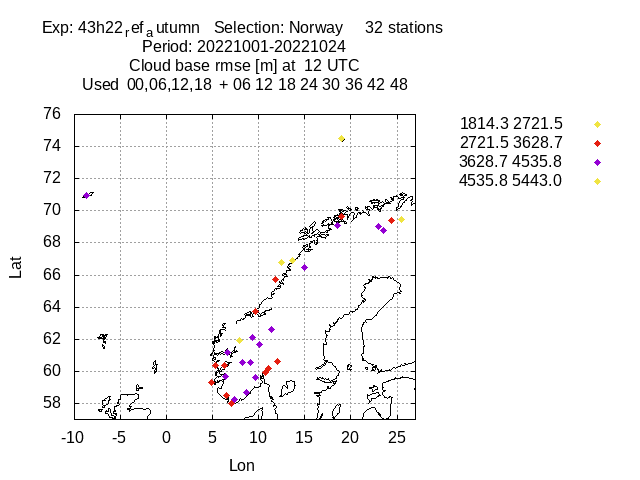 Exp: 43h22refautumn Selection: Norway 32 stations
Period: 20221001-20221024
Cloud base rmse [m] at 12 UTC
Used 00,06,12,18 + 06 12 18 24 30 36 42 48
1814.3 2721.5
2721.5 3628.7
3628.7 4535.8
4535.8 5443.0
76
74
72
70
68
66
64
62
60
58
Lat
-10 -5 0 5 10 15 20 25
Lon